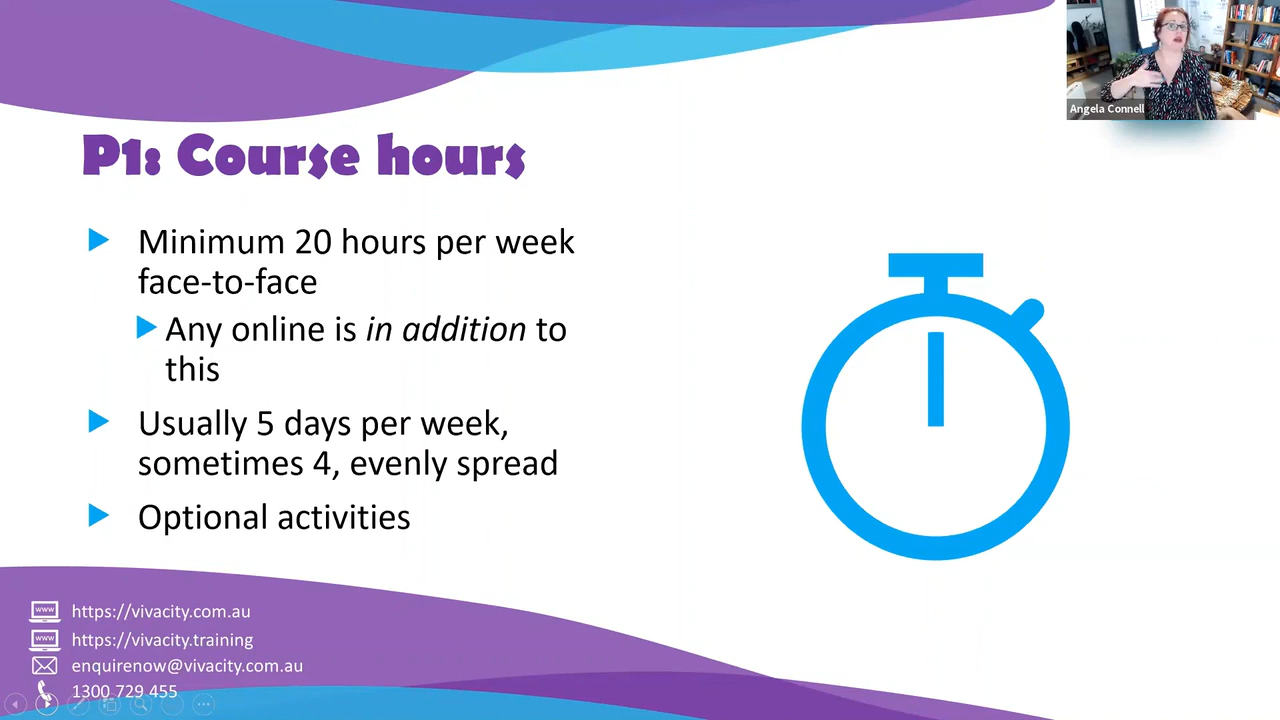 Angela Connell
P1: Course hours
Minimum 20 hours per week
face-to-face
Any online is in addition to
this
Usually 5 days per week,
sometimes 4, evenly spread
Optional activities
www https://vivacity.com.au
www https://vivacity.training
enquirenow@vivacity.com.au
1300 729 455